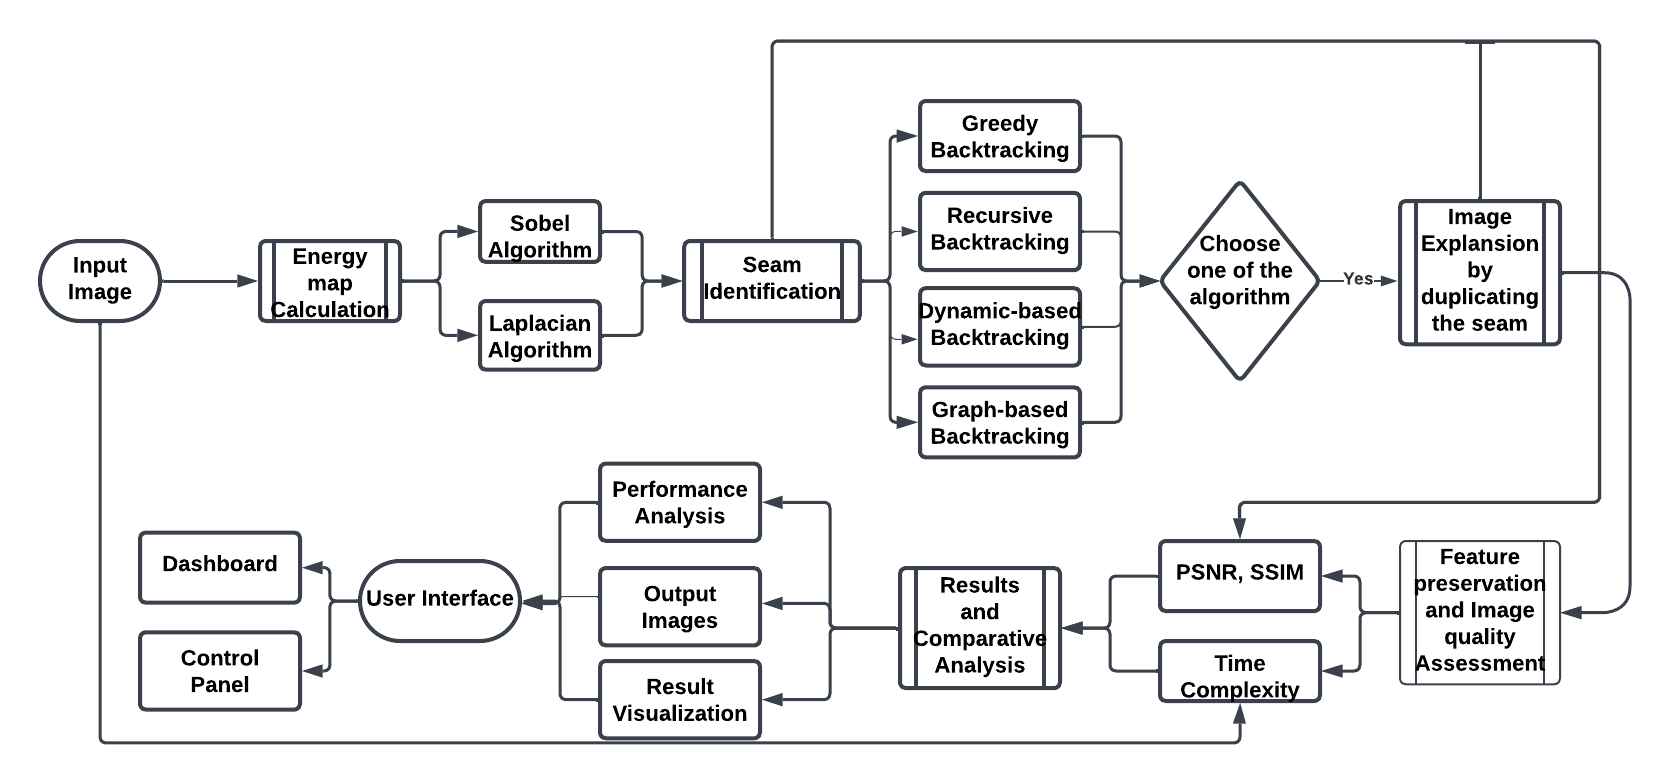 Input
Image
Energy
map
Calculation
Sobel
Algorithm
Laplacian
Algorithm
Seam
Identification
Greedy
Backtracking
Recursive
Backtracking
Dynamic-based
Backtracking
Graph-based
Backtracking
Choose
one of the
algorithm
Yes
Image
Explansion
by
duplicating
the seam
Feature
preservation
and Image
quality
Assessment
PSNR, SSIM
Time
Complexity
Results
and
Comparative
Analysis
Performance
Analysis
Output
Images
Result
Visualization
User Interface
Dashboard
Control
Panel